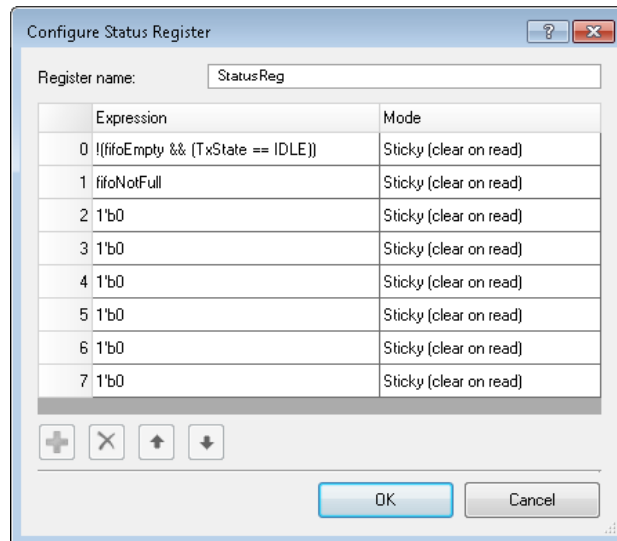 Configure Status Register
Register name: StatusReg
Expression Mode
0 !(fifoEmpty && (TxState == IDLE)) Sticky (clear on read)
1 fifoNotFull Sticky (clear on read)
2 1'b0 Sticky (clear on read)
3 1'b0 Sticky (clear on read)
4 1'b0 Sticky (clear on read)
5 1'b0 Sticky (clear on read)
6 1'b0 Sticky (clear on read)
7 1'b0 Sticky (clear on read)
OK Cancel